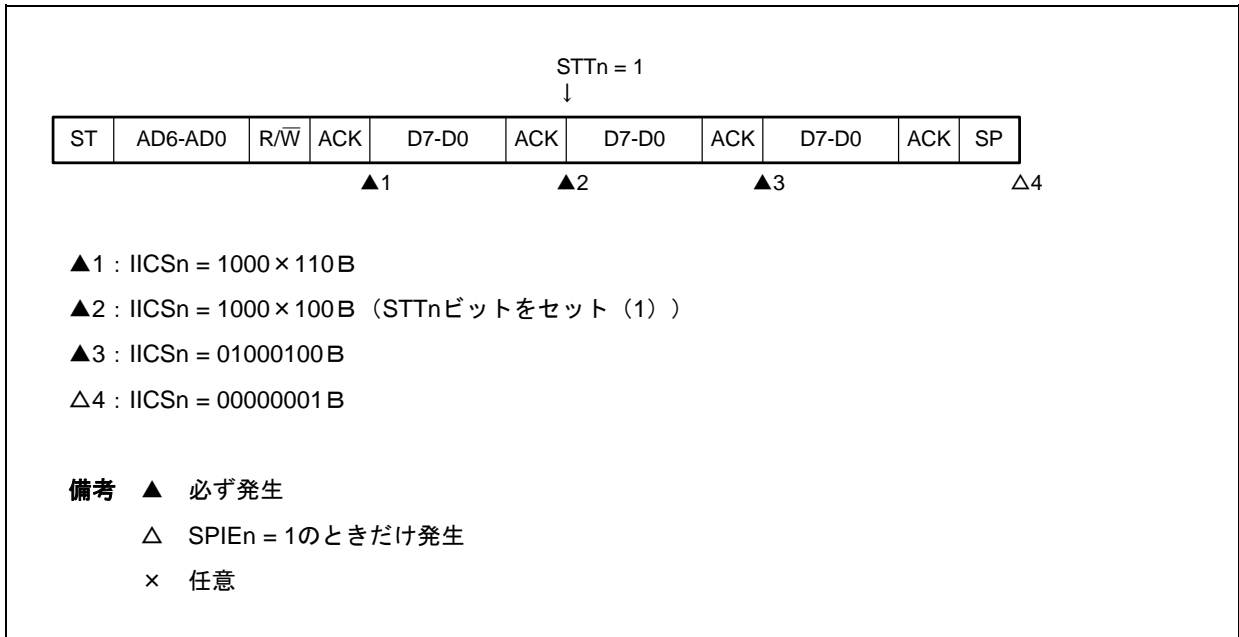 STTn = 1
↓
ST AD6-AD0 R/W̅ ACK D7-D0 ACK D7-D0 ACK D7-D0 ACK SP
▲1 ▲2 ▲3 △4
▲1：IICSn = 1000×110B
▲2：IICSn = 1000×100B（STTnビットをセット（1））
▲3：IICSn = 01000100B
△4：IICSn = 00000001B
備考 ▲ 必ず発生
△ SPIEn = 1のときだけ発生
× 任意